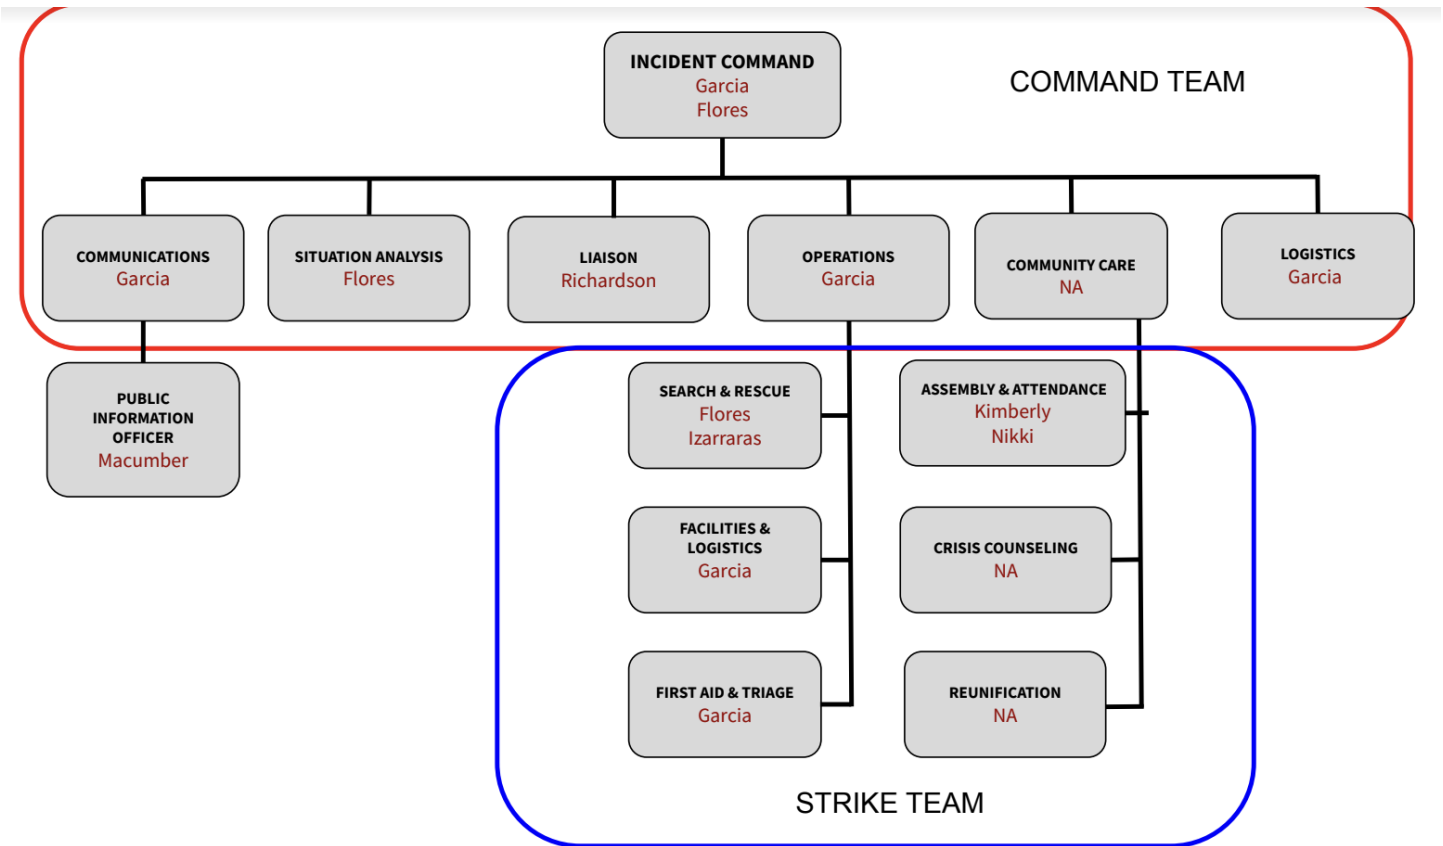 INCIDENT COMMAND
Garcia
Flores
COMMAND TEAM
COMMUNICATIONS
Garcia
SITUATION ANALYSIS
Flores
LIAISON
Richardson
OPERATIONS
Garcia
COMMUNITY CARE
NA
LOGISTICS
Garcia
PUBLIC
INFORMATION
OFFICER
Macumber
SEARCH & RESCUE
Flores
Izarraras
ASSEMBLY & ATTENDANCE
Kimberly
Nikki
FACILITIES &
LOGISTICS
Garcia
CRISIS COUNSELING
NA
FIRST AID & TRIAGE
Garcia
REUNIFICATION
NA
STRIKE TEAM